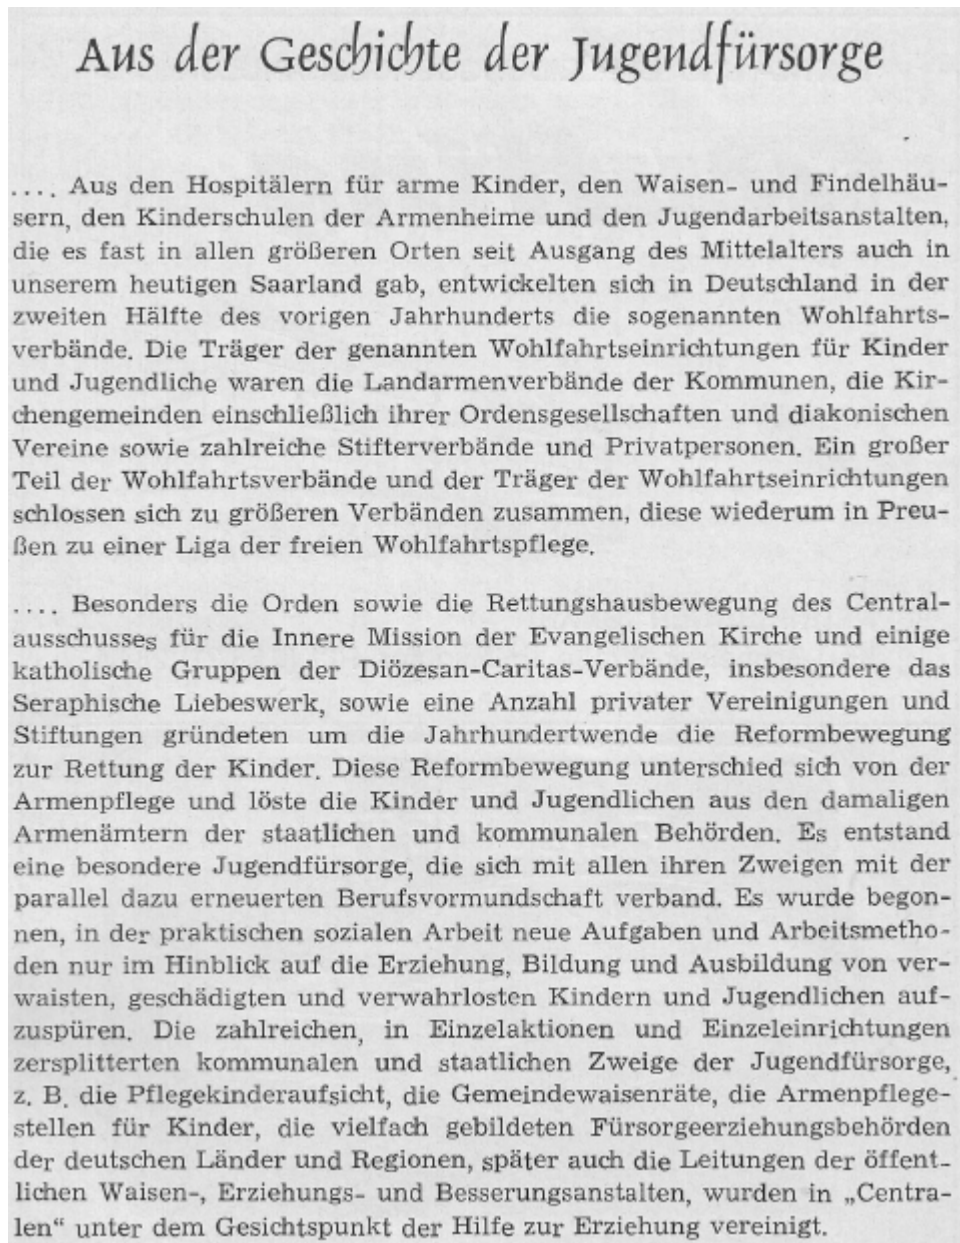 Aus der Geschichte der Jugendfürsorge
.... Aus den Hospitälern für arme Kinder, den Waisen- und Findelhäu-
sern, den Kinderschulen der Armenheime und den Jugendarbeitsanstalten,
die es fast in allen größeren Orten seit Ausgang des Mittelalters auch in
unserem heutigen Saarland gab, entwickelten sich in Deutschland in der
zweiten Hälfte des vorigen Jahrhunderts die sogenannten Wohlfahrts-
verbände. Die Träger der genannten Wohlfahrtseinrichtungen für Kinder
und Jugendliche waren die Landarmenverbände der Kommunen, die Kir-
chengemeinden einschließlich ihrer Ordensgesellschaften und diakonischen
Vereine sowie zahlreiche Stifterverbände und Privatpersonen. Ein großer
Teil der Wohlfahrtsverbände und der Träger der Wohlfahrtseinrichtungen
schlossen sich zu größeren Verbänden zusammen, diese wiederum in Preu-
ßen zu einer Liga der freien Wohlfahrtspflege.
.... Besonders die Orden sowie die Rettungshausbewegung des Central-
ausschusses für die Innere Mission der Evangelischen Kirche und einige
katholische Gruppen der Diözesan-Caritas-Verbände, insbesondere das
Seraphische Liebeswerk, sowie eine Anzahl privater Vereinigungen und
Stiftungen gründeten um die Jahrhundertwende die Reformbewegung
zur Rettung der Kinder. Diese Reformbewegung unterschied sich von der
Armenpflege und löste die Kinder und Jugendlichen aus den damaligen
Armenämtern der staatlichen und kommunalen Behörden. Es entstand
eine besondere Jugendfürsorge, die sich mit allen ihren Zweigen mit der
parallel dazu erneuerten Berufsvormundschaft verband. Es wurde begon-
nen, in der praktischen sozialen Arbeit neue Aufgaben und Arbeitsmetho-
den nur im Hinblick auf die Erziehung, Bildung und Ausbildung von ver-
waisten, geschädigten und verwahrlosten Kindern und Jugendlichen auf-
zuspüren. Die zahlreichen, in Einzelaktionen und Einzeleinrichtungen
zersplitterten kommunalen und staatlichen Zweige der Jugendfürsorge,
z. B. die Pflegekinderaufsicht, die Gemeindewaisenräte, die Armenpflege-
stellen für Kinder, die vielfach gebildeten Fürsorgeerziehungsbehörden
der deutschen Länder und Regionen, später auch die Leitungen der öffent-
lichen Waisen-, Erziehungs- und Besserungsanstalten, wurden in „Centra-
len“ unter dem Gesichtspunkt der Hilfe zur Erziehung vereinigt.